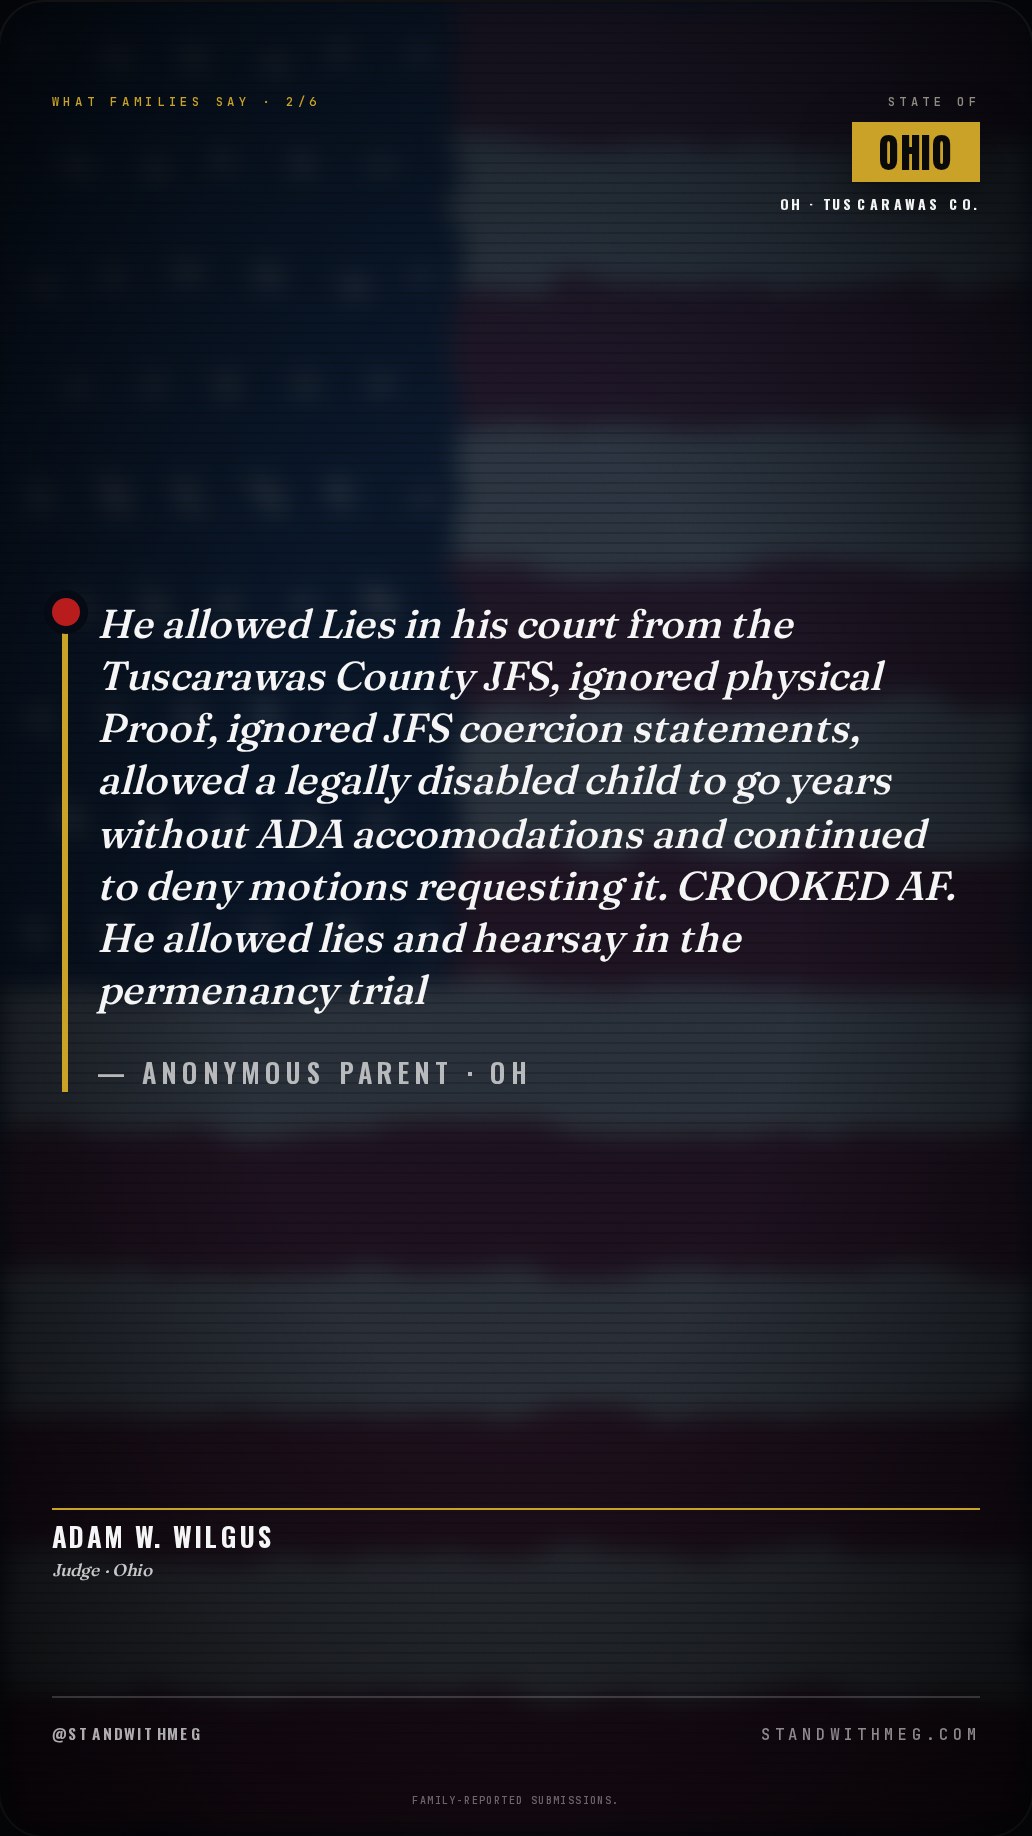 WHAT FAMILIES SAY · 2/6
STATE OF
OHIO
OH · TUSCARAWAS CO.
He allowed Lies in his court from the
Tuscarawas County JFS, ignored physical
Proof, ignored JFS coercion statements,
allowed a legally disabled child to go years
without ADA accomodations and continued
to deny motions requesting it. CROOKED AF.
He allowed lies and hearsay in the
permenancy trial
— ANONYMOUS PARENT · OH
ADAM W. WILGUS
Judge · Ohio
@STANDWITHMEG
STANDWITHMEG.COM
FAMILY-REPORTED SUBMISSIONS.